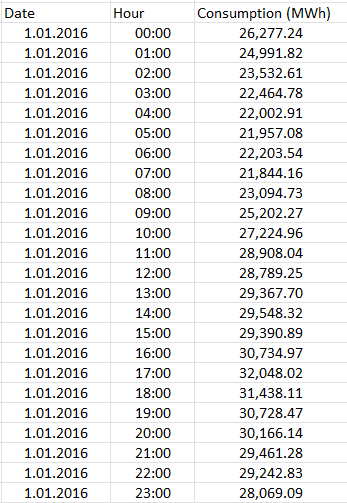 Date Hour Consumption (MWh)
1.01.2016 00:00 26,277.24
1.01.2016 01:00 24,991.82
1.01.2016 02:00 23,532.61
1.01.2016 03:00 22,464.78
1.01.2016 04:00 22,002.91
1.01.2016 05:00 21,957.08
1.01.2016 06:00 22,203.54
1.01.2016 07:00 21,844.16
1.01.2016 08:00 23,094.73
1.01.2016 09:00 25,202.27
1.01.2016 10:00 27,224.96
1.01.2016 11:00 28,908.04
1.01.2016 12:00 28,789.25
1.01.2016 13:00 29,367.70
1.01.2016 14:00 29,548.32
1.01.2016 15:00 29,390.89
1.01.2016 16:00 30,734.97
1.01.2016 17:00 32,048.02
1.01.2016 18:00 31,438.11
1.01.2016 19:00 30,728.47
1.01.2016 20:00 30,166.14
1.01.2016 21:00 29,461.28
1.01.2016 22:00 29,242.83
1.01.2016 23:00 28,069.09